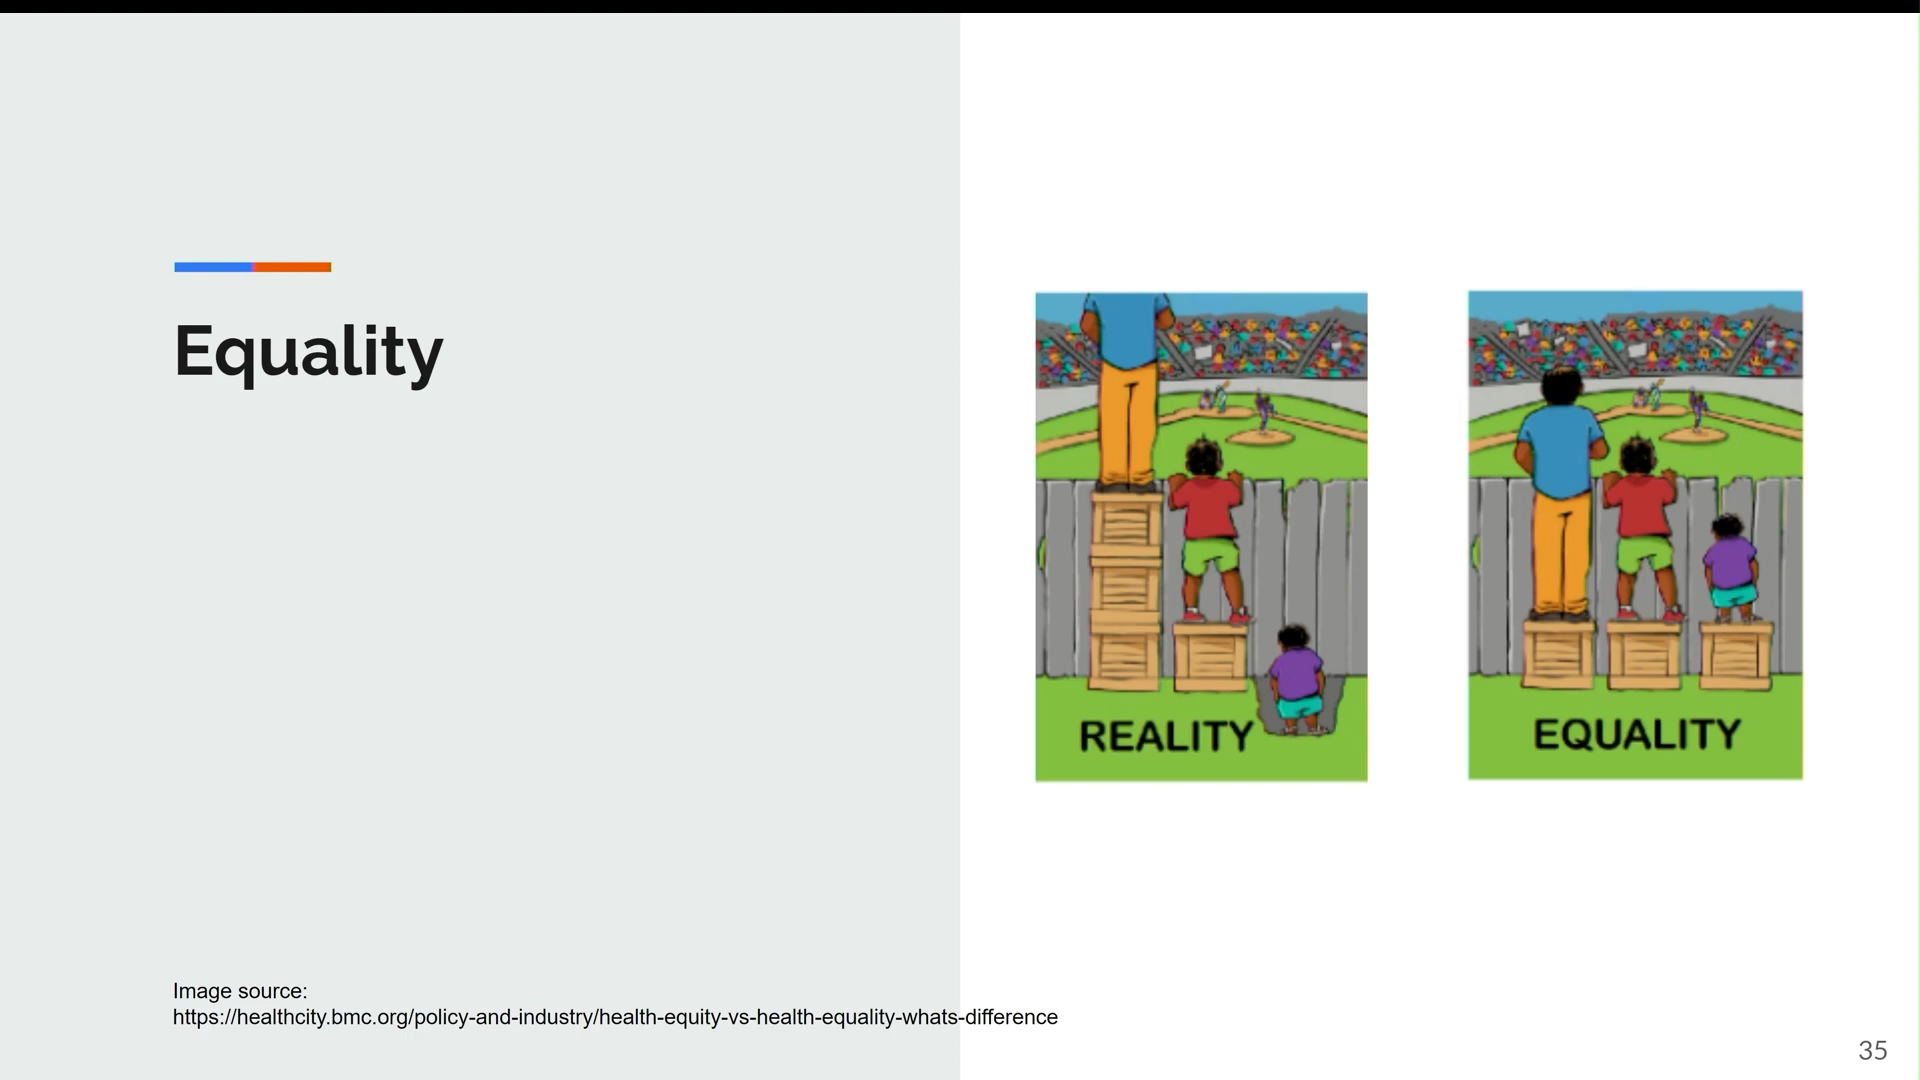 Equality
REALITY
EQUALITY
Image source:
https://healthcity.bmc.org/policy-and-industry/health-equity-vs-health-equality-whats-difference
35